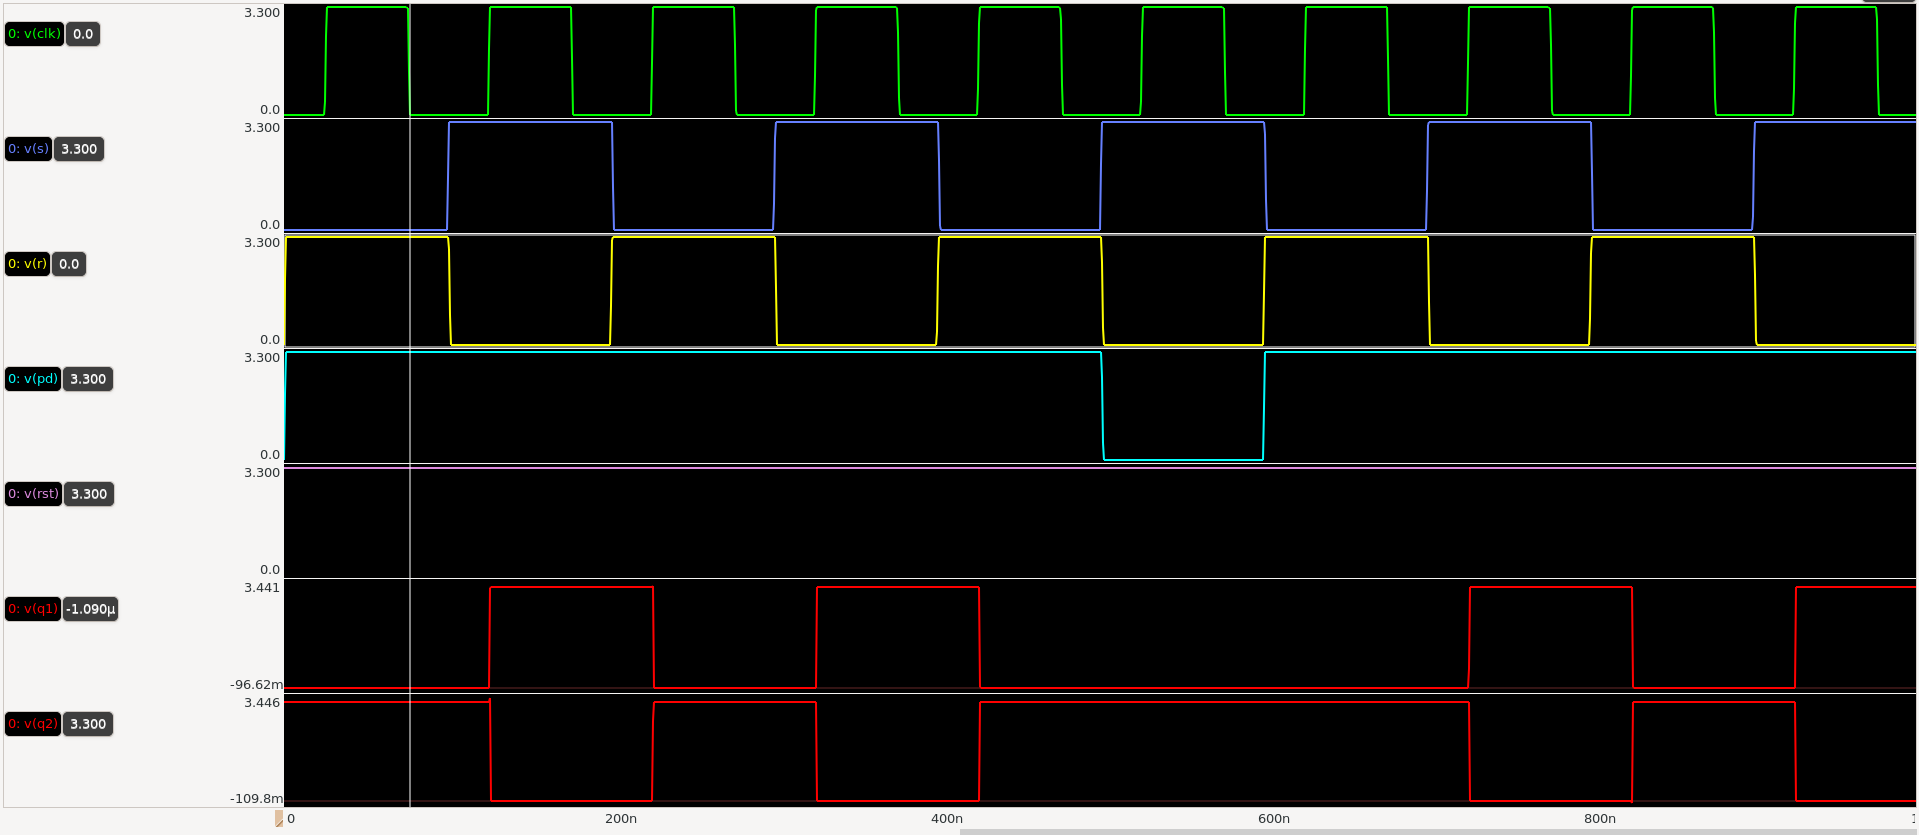 3.300
0: v(clk) 0.0
0.0
3.300
0: v(s) 3.300
0.0
3.300
0: v(r) 0.0
0.0
3.300
0: v(pd) 3.300
0.0
3.300
0: v(rst) 3.300
0.0
3.441
0: v(q1) -1.090µ
-96.62m
3.446
0: v(q2) 3.300
-109.8m
0 200n 400n 600n 800n